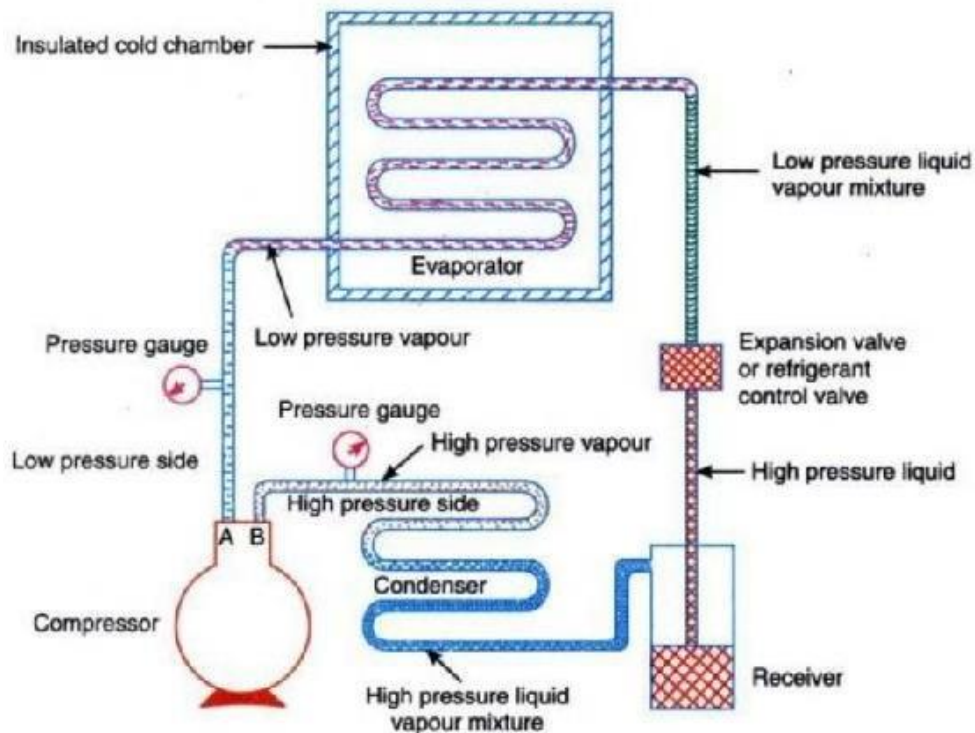 Insulated cold chamber
Low pressure liquid
vapour mixture
Evaporator
Low pressure vapour
Pressure gauge
Expansion valve
or refrigerant
control valve
Pressure gauge
High pressure vapour
Low pressure side
High pressure liquid
High pressure side
A B
Condenser
Compressor
Receiver
High pressure liquid
vapour mixture